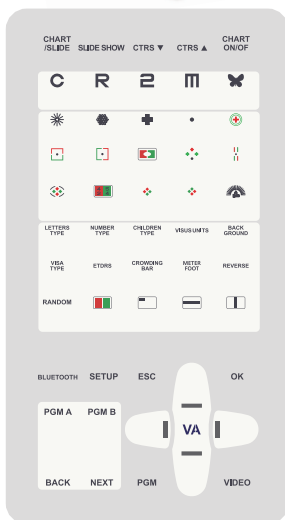 CHART /SLIDE SLIDE SHOW CTRS ▼ CTRS ▲ CHART ON/OF
C R 2 m
LETTERS TYPE NUMBER TYPE CHILDREN TYPE VISUS UNITS BACK GROUND
VISA TYPE ETDRS CROWDING BAR METER FOOT REVERSE
RANDOM
BLUETOOTH SETUP ESC OK
PGM A PGM B
VA
BACK NEXT PGM VIDEO